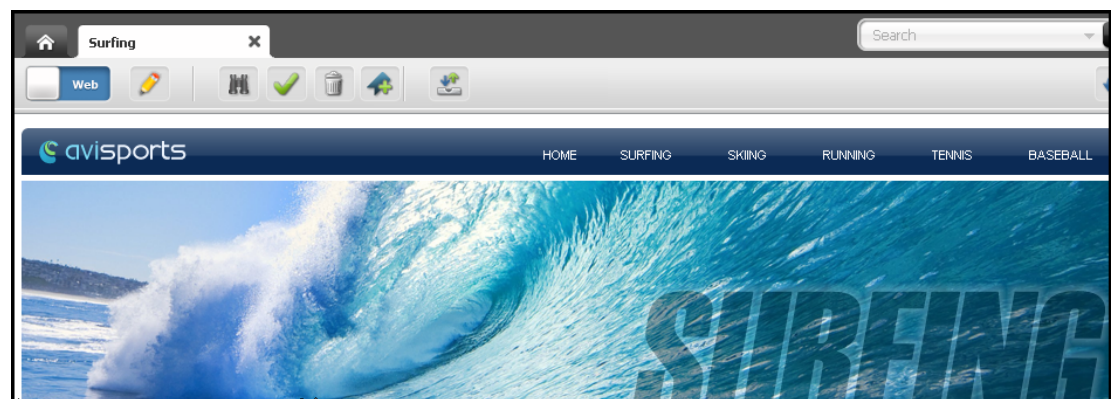 Surfing
Search
Web
avisports
HOME SURFING SKIING RUNNING TENNIS BASEBALL
SURFING